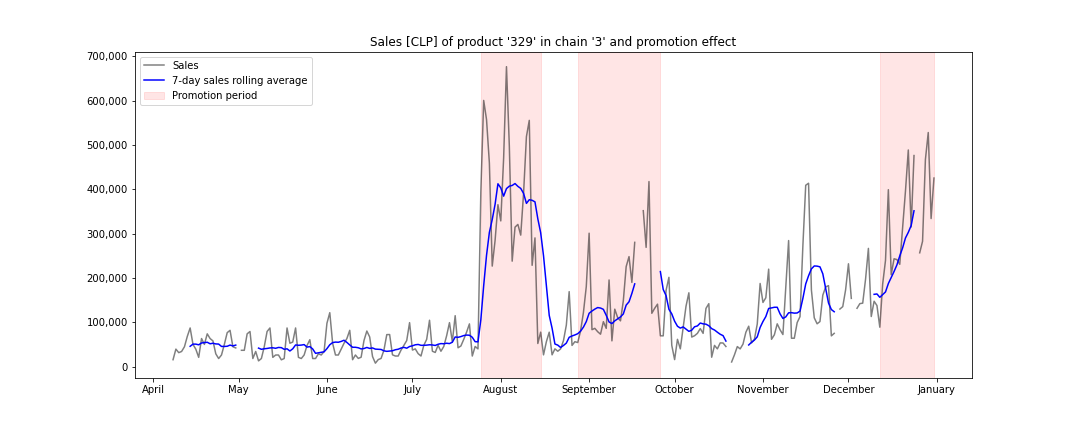 Sales [CLP] of product '329' in chain '3' and promotion effect
700,000
600,000
500,000
400,000
300,000
200,000
100,000
0
Sales
7-day sales rolling average
Promotion period
April May June July August September October November December January